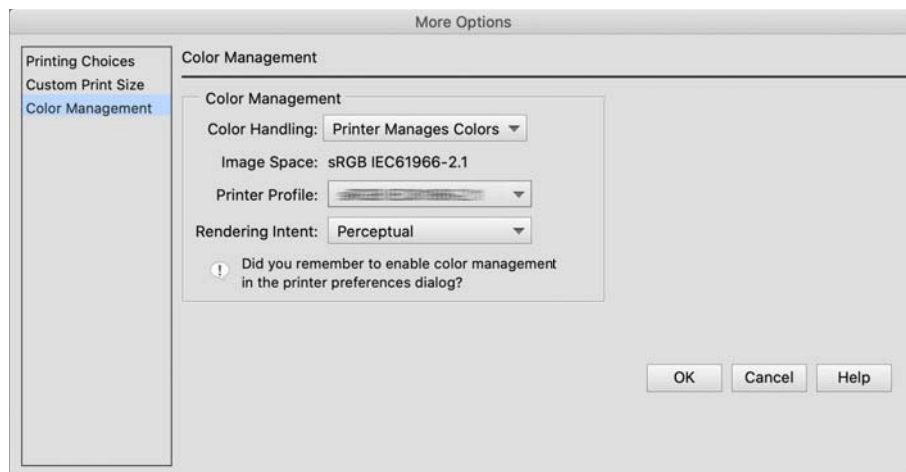 More Options
Printing Choices
Custom Print Size
Color Management
Color Management
Color Management
Color Handling: Printer Manages Colors
Image Space: sRGB IEC61966-2.1
Printer Profile:
Rendering Intent: Perceptual
! Did you remember to enable color management
in the printer preferences dialog?
OK Cancel Help